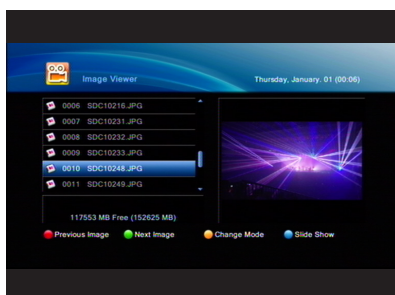 Image Viewer
Thursday, January. 01 (00:06)
0006 SDC10216.JPG
0007 SDC10231.JPG
0008 SDC10232.JPG
0009 SDC10233.JPG
0010 SDC10248.JPG
0011 SDC10249.JPG
117553 MB Free (152625 MB)
Previous Image Next Image Change Mode Slide Show